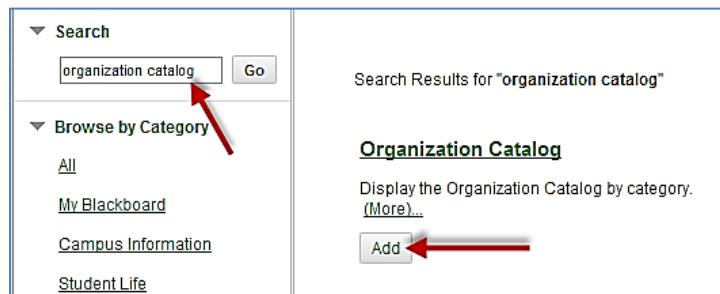 Search
organization catalog
Go
Browse by Category
All
My Blackboard
Campus Information
Student Life
Search Results for "organization catalog"
Organization Catalog
Display the Organization Catalog by category.
(More)...
Add